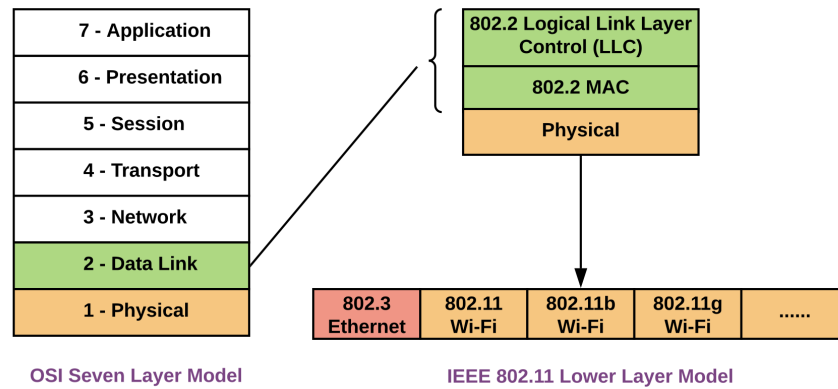 7 - Application
6 - Presentation
5 - Session
4 - Transport
3 - Network
2 - Data Link
1 - Physical
OSI Seven Layer Model
802.2 Logical Link Layer
Control (LLC)
802.2 MAC
Physical
802.3
Ethernet
802.11
Wi-Fi
802.11b
Wi-Fi
802.11g
Wi-Fi
......
IEEE 802.11 Lower Layer Model